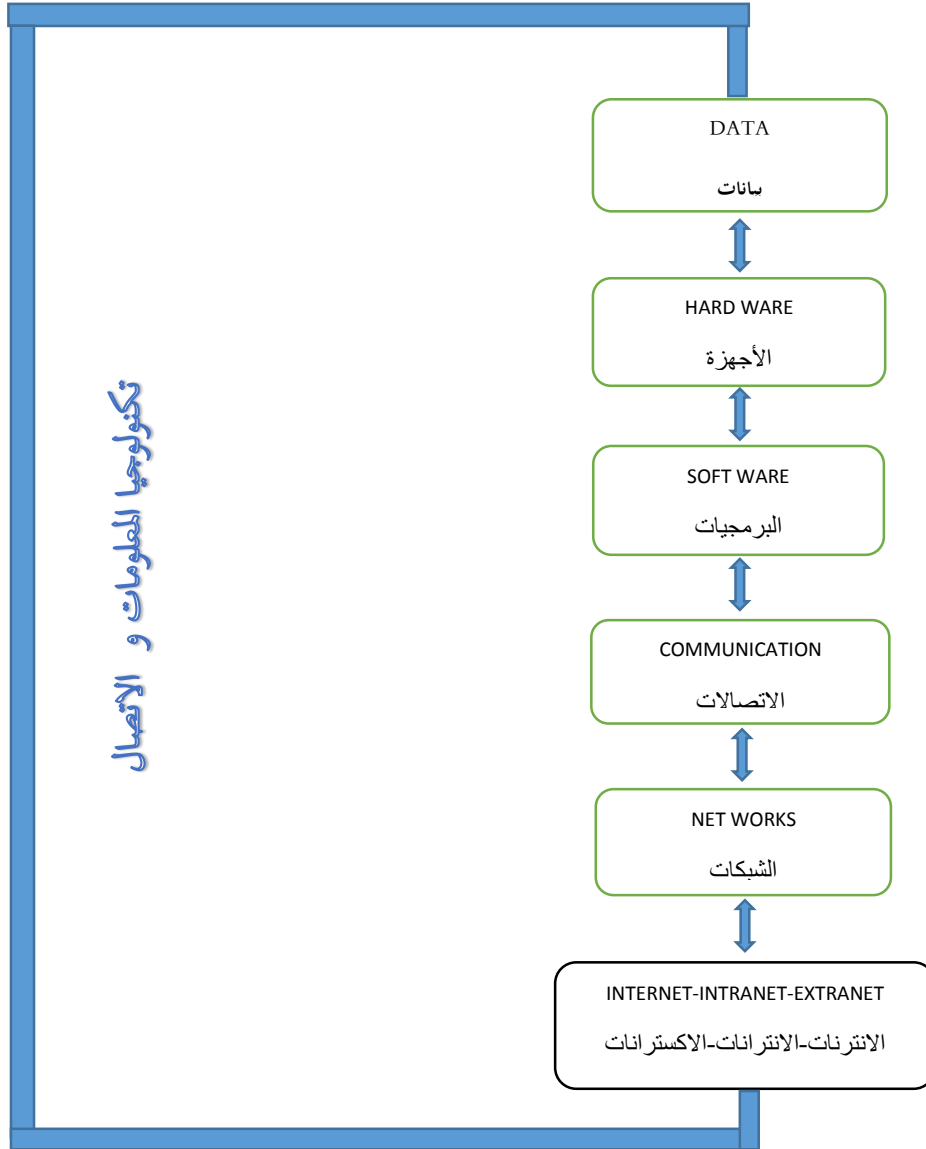 DATA
بيانات
HARD WARE
الأجهزة
SOFT WARE
البرمجيات
COMMUNICATION
الاتصالات
NET WORKS
الشبكات
INTERNET-INTRANET-EXTRANET
الانترنات-الانترانات-الاكسترانات
تكنولوجيا المعلومات و الاتصال